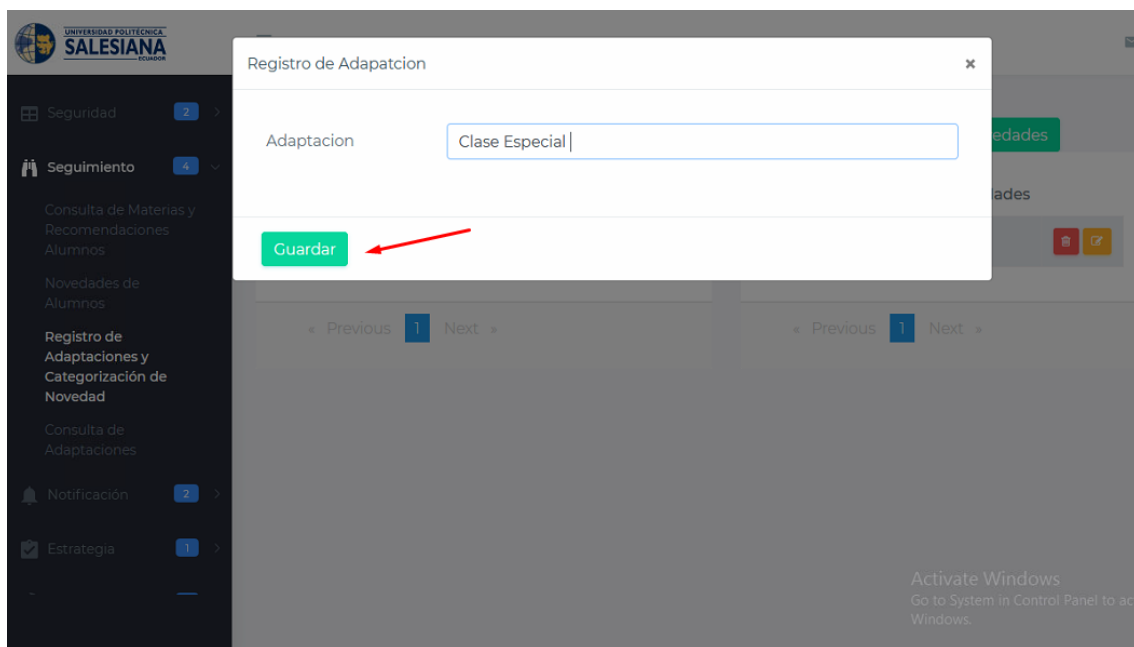 UNIVERSIDAD POLITÉCNICA
SALESIANA
ECUADOR
Registro de Adapatcion
×
Adaptacion
Clase Especial
Guardar
Seguridad 2
Seguimiento 4
Consulta de Materias y
Recomendaciones
Alumnos
Novedades de
Alumnos
Registro de
Adaptaciones y
Categorización de
Novedad
Consulta de
Adaptaciones
Notificación 2
Estrategia 1
edades
lades
« Previous 1 Next »
« Previous 1 Next »
Activate Windows
Go to System in Control Panel to ac
Windows.